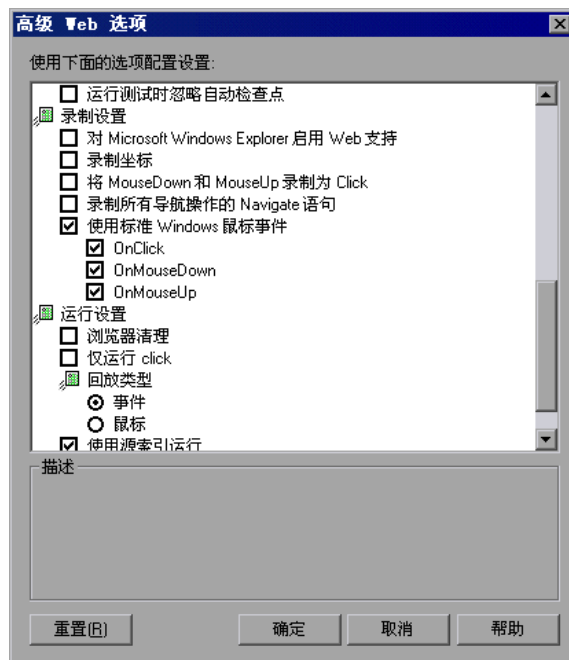 高级 Web 选项
使用下面的选项配置设置:
运行测试时忽略自动检查点
录制设置
对 Microsoft Windows Explorer 启用 Web 支持
录制坐标
将 MouseDown 和 MouseUp 录制为 Click
录制所有导航操作的 Navigate 语句
使用标准 Windows 鼠标事件
OnClick
OnMouseDown
OnMouseUp
运行设置
浏览器清理
仅运行 click
回放类型
事件
鼠标
使用源索引运行
描述
重置(R) 确定 取消 帮助